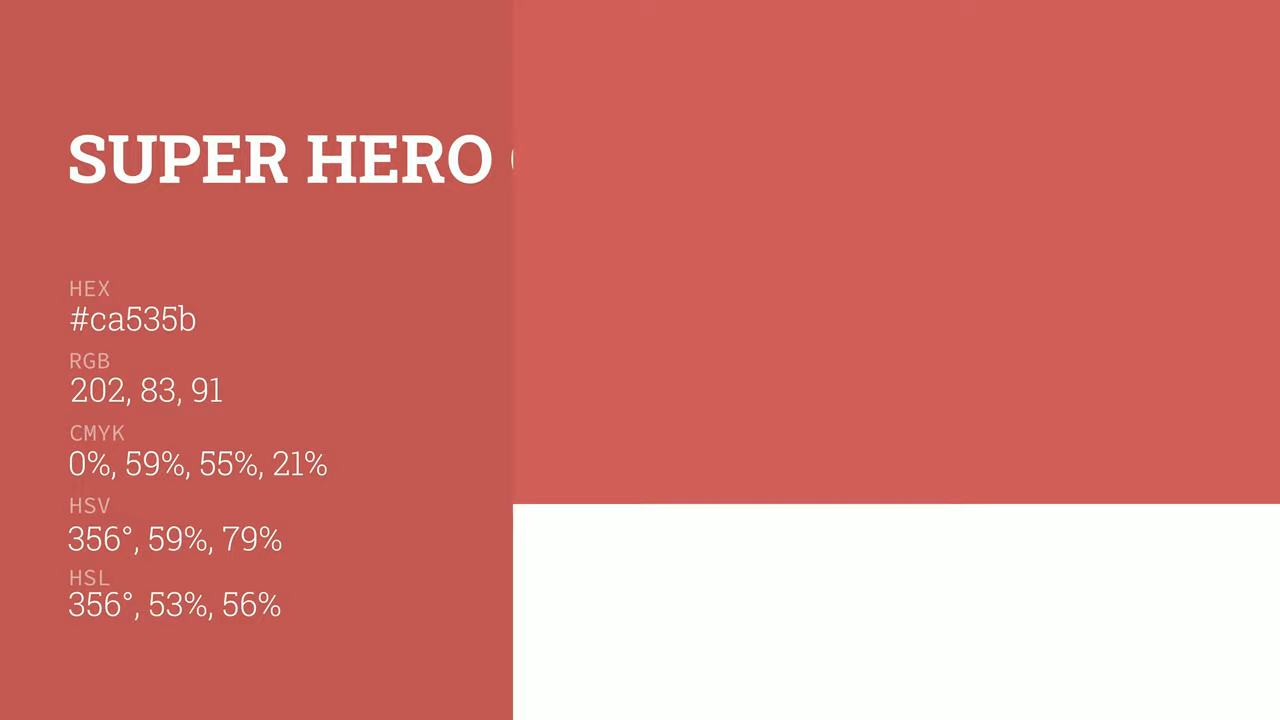 SUPER HERO
HEX
#ca535b
RGB
202, 83, 91
CMYK
0%, 59%, 55%, 21%
HSV
356°, 59%, 79%
HSL
356°, 53%, 56%